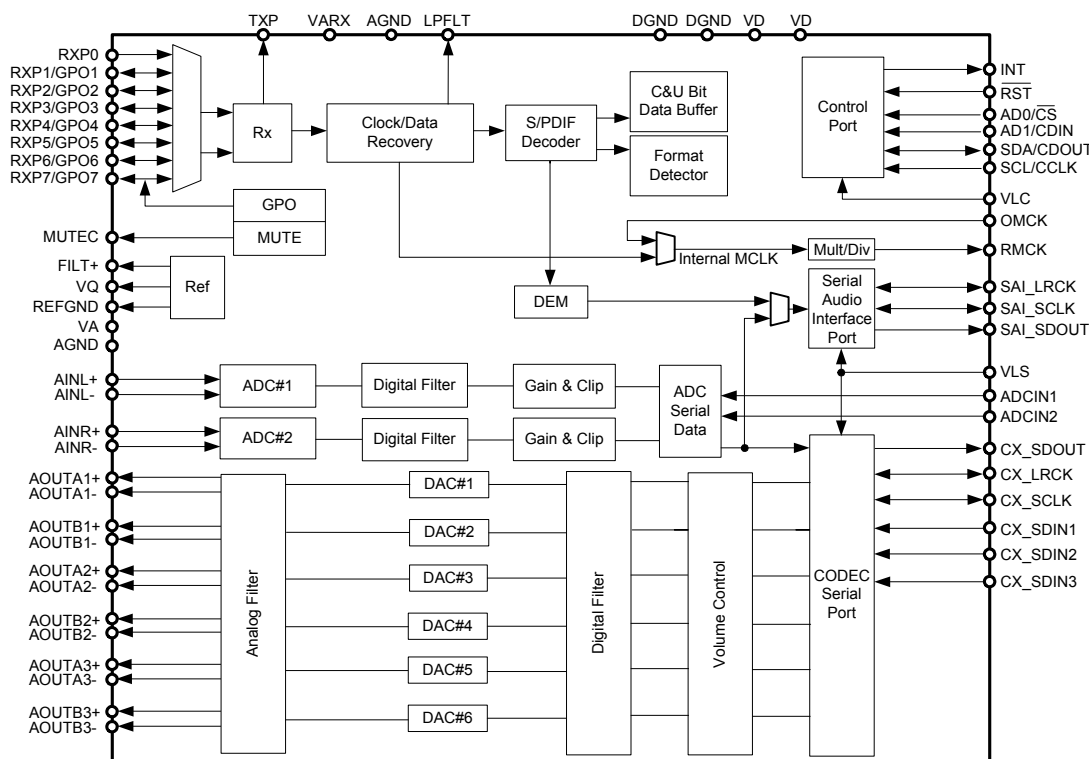 TXP
VARX
AGND
LPFLT
DGND
DGND
VD
VD
RXP0
RXP1/GPO1
RXP2/GPO2
RXP3/GPO3
RXP4/GPO4
RXP5/GPO5
RXP6/GPO6
RXP7/GPO7
Rx
Clock/Data
Recovery
S/PDIF
Decoder
C&U Bit
Data Buffer
Format
Detector
Control
Port
INT
RST
AD0/CS
AD1/CDIN
SDA/CDOUT
SCL/CCLK
VLC
OMCK
RMCK
GPO
MUTE
MUTEC
FILT+
VQ
REFGND
VA
AGND
Ref
Internal MCLK
Mult/Div
DEM
Serial
Audio
Interface
Port
SAI_LRCK
SAI_SCLK
SAI_SDOUT
VLS
ADCIN1
ADCIN2
AINL+
AINL-
AINR+
AINR-
ADC#1
Digital Filter
Gain & Clip
ADC#2
Digital Filter
Gain & Clip
ADC
Serial
Data
AOUTA1+
AOUTA1-
AOUTB1+
AOUTB1-
AOUTA2+
AOUTA2-
AOUTB2+
AOUTB2-
AOUTA3+
AOUTA3-
AOUTB3+
AOUTB3-
Analog Filter
DAC#1
DAC#2
DAC#3
DAC#4
DAC#5
DAC#6
Digital Filter
Volume Control
CODEC
Serial
Port
CX_SDOUT
CX_LRCK
CX_SCLK
CX_SDIN1
CX_SDIN2
CX_SDIN3